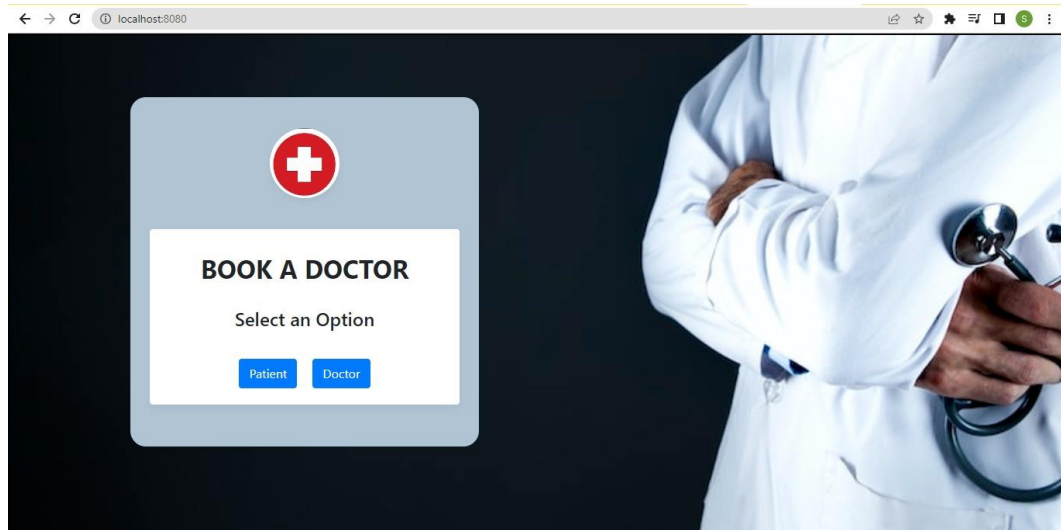 localhost:8080
S
BOOK A DOCTOR
Select an Option
Patient Doctor